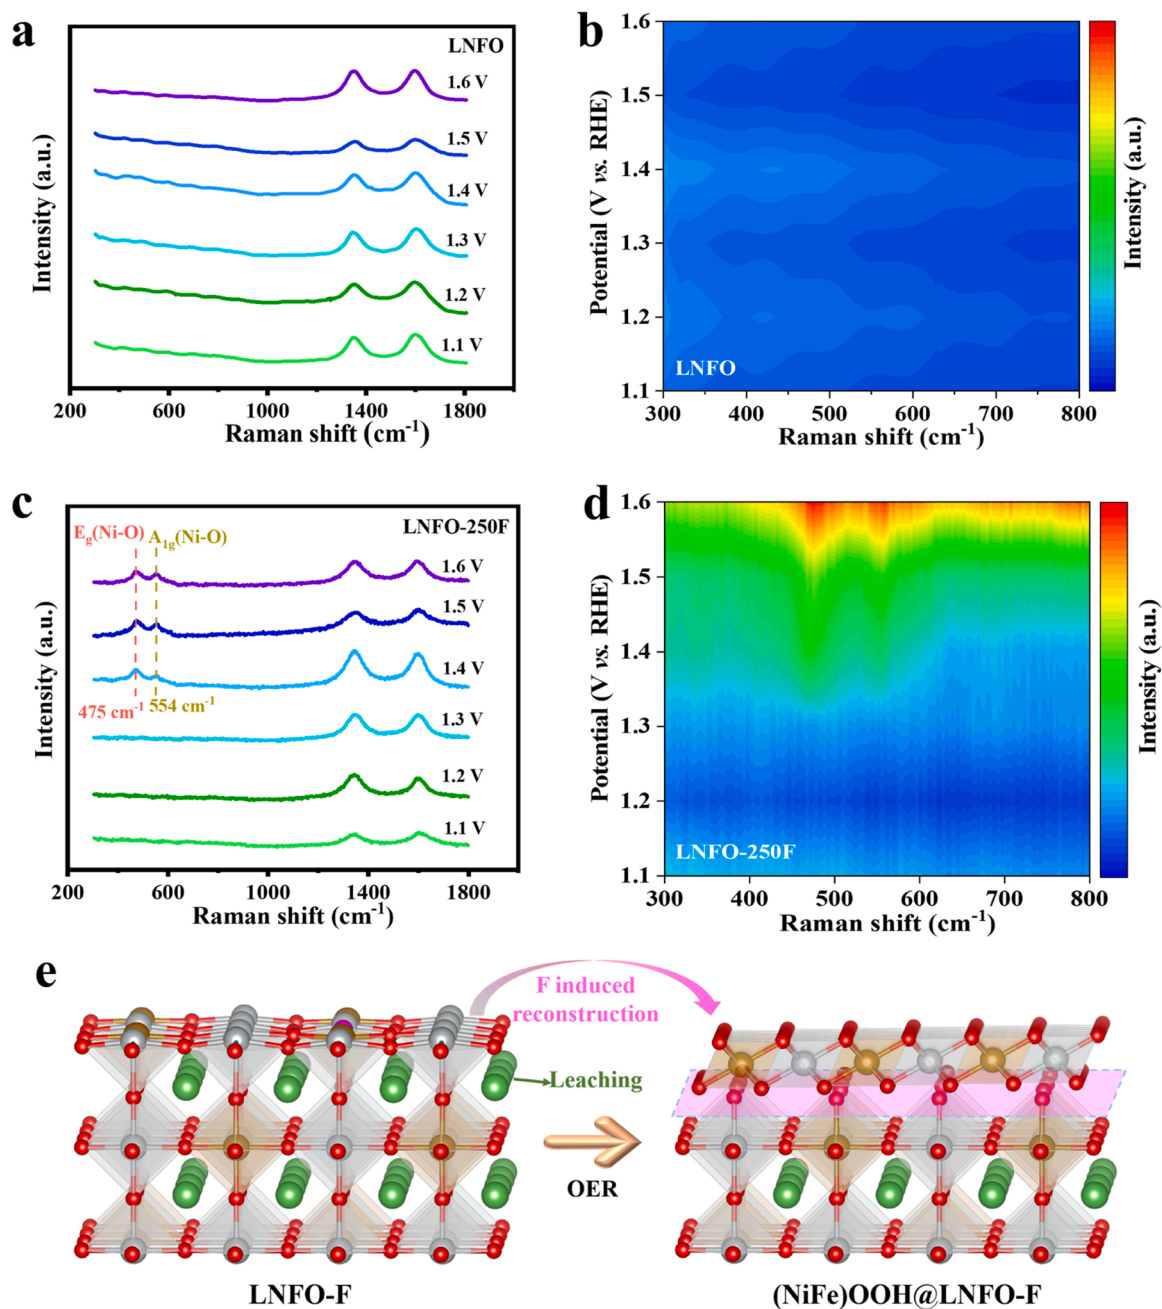 a
LNFO
1.6 V
1.5 V
1.4 V
1.3 V
1.2 V
1.1 V
Intensity (a.u.)
200 600 1000 1400 1800
Raman shift (cm⁻¹)
b
1.6
1.5
1.4
1.3
1.2
1.1
Potential (V vs. RHE)
LNFO
300 400 500 600 700 800
Raman shift (cm⁻¹)
Intensity (a.u.)
c
LNFO-250F
E_g(Ni-O)
A_1g(Ni-O)
1.6 V
1.5 V
1.4 V
1.3 V
1.2 V
1.1 V
475 cm⁻¹
554 cm⁻¹
Intensity (a.u.)
200 600 1000 1400 1800
Raman shift (cm⁻¹)
d
1.6
1.5
1.4
1.3
1.2
1.1
Potential (V vs. RHE)
LNFO-250F
300 400 500 600 700 800
Raman shift (cm⁻¹)
Intensity (a.u.)
e
F induced
reconstruction
Leaching
OER
LNFO-F
(NiFe)OOH@LNFO-F